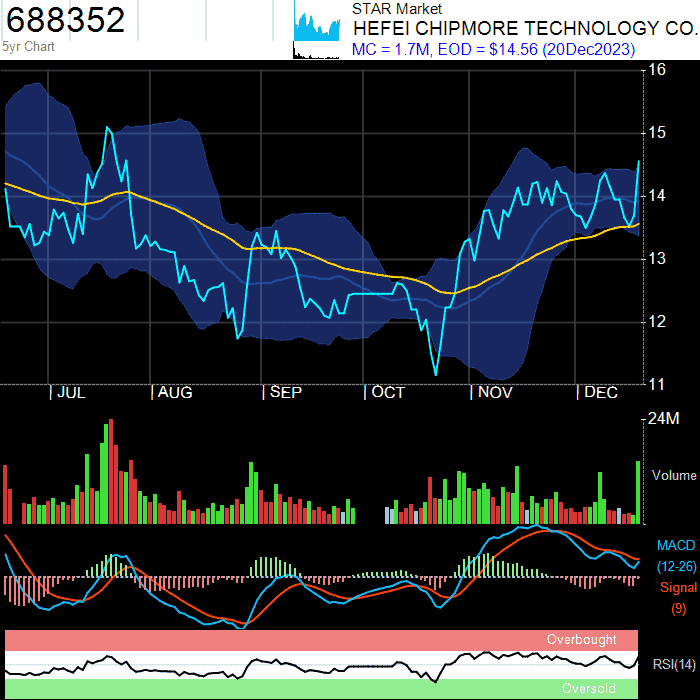 688352
5yr Chart
STAR Market
HEFEI CHIPMORE TECHNOLOGY CO.
MC = 1.7M, EOD = $14.56 (20Dec2023)
16
15
14
13
12
11
JUL AUG SEP OCT NOV DEC
24M
Volume
MACD
(12-26)
Signal
(9)
Overbought
RSI(14)
Oversold